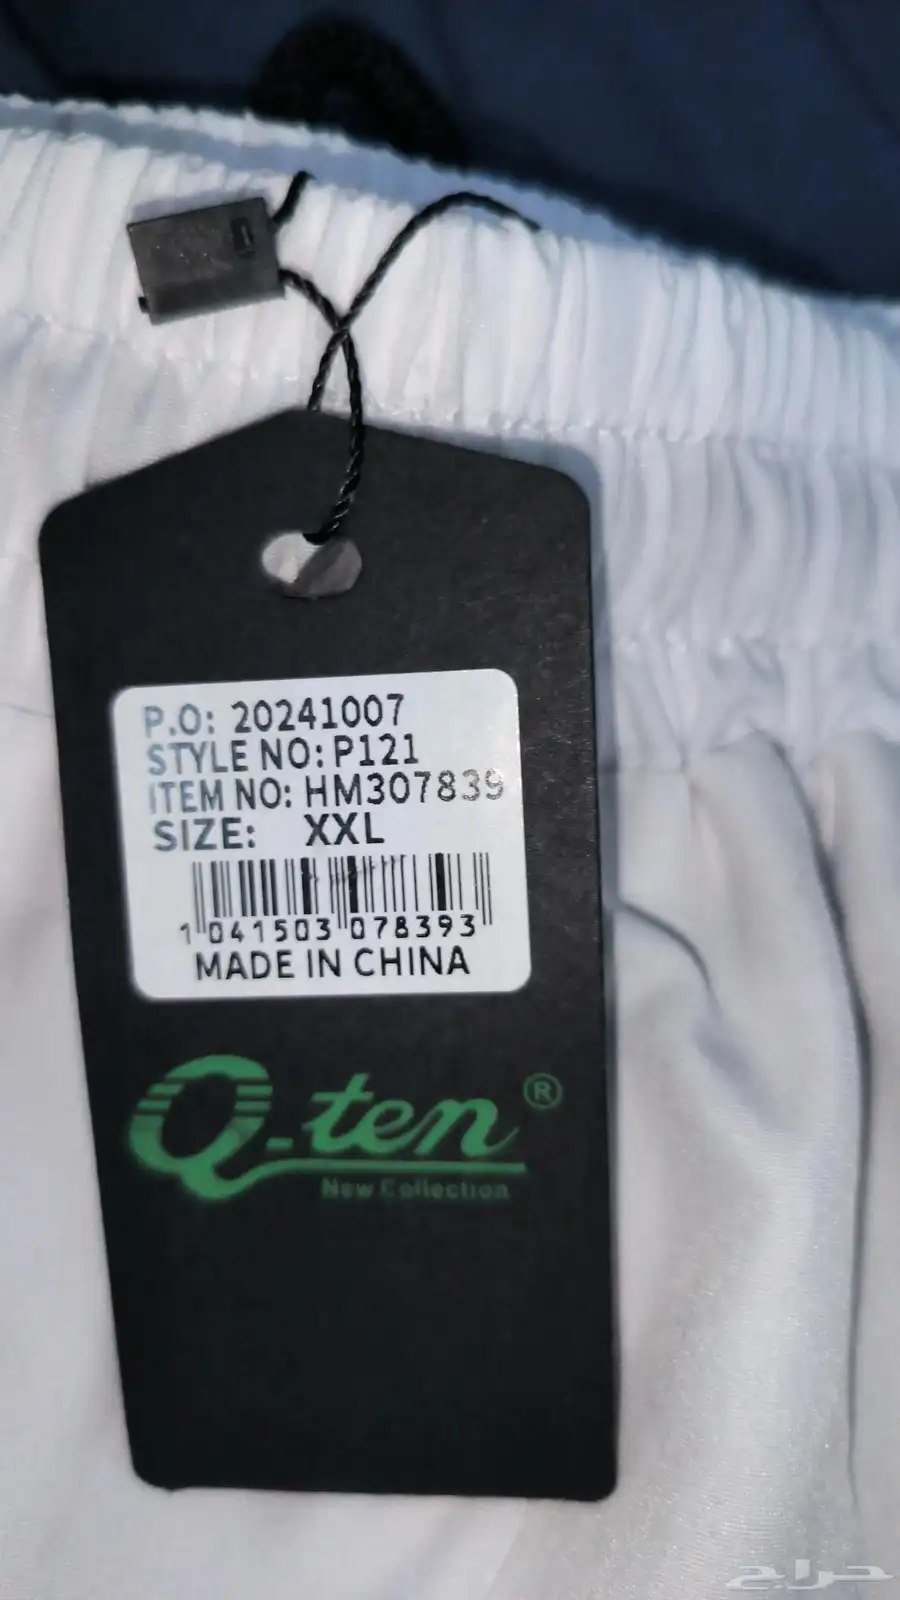 P.O: 20241007
STYLE NO: P121
ITEM NO: HM307839
SIZE: XXL
1 041503 078393
MADE IN CHINA
Q-ten ®
New Collection
حراج